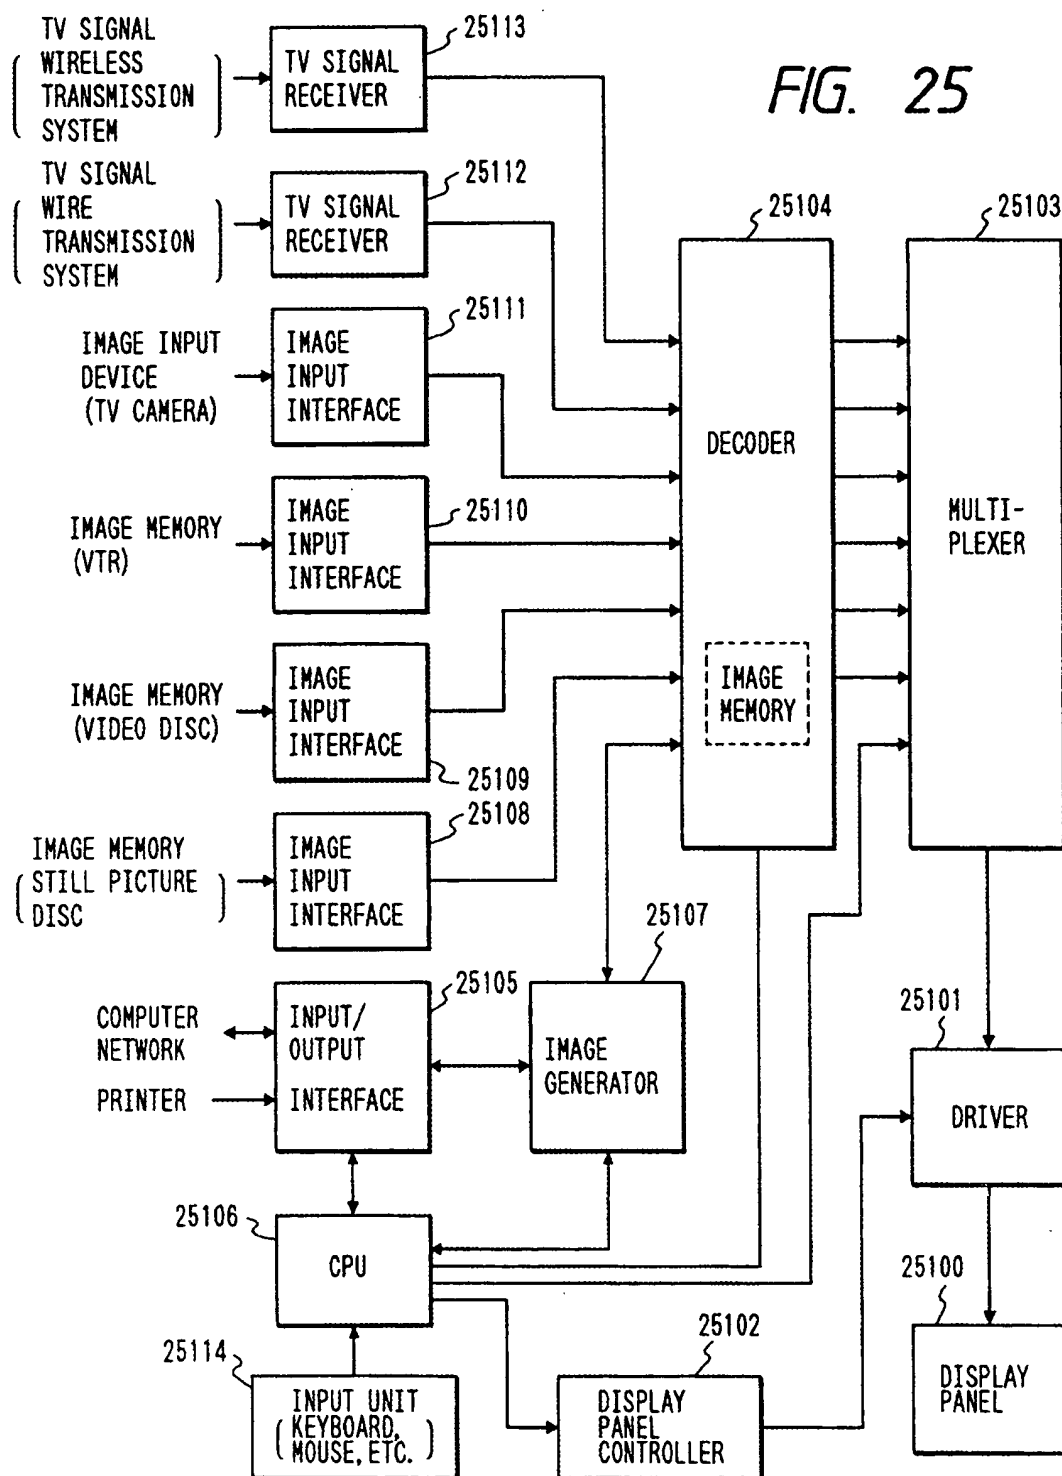 FIG. 25
TV SIGNAL
WIRELESS
TRANSMISSION
SYSTEM
TV SIGNAL
RECEIVER
25113
TV SIGNAL
WIRE
TRANSMISSION
SYSTEM
TV SIGNAL
RECEIVER
25112
IMAGE INPUT
DEVICE
(TV CAMERA)
IMAGE
INPUT
INTERFACE
25111
IMAGE MEMORY
(VTR)
IMAGE
INPUT
INTERFACE
25110
IMAGE MEMORY
(VIDEO DISC)
IMAGE
INPUT
INTERFACE
25109
IMAGE MEMORY
(STILL PICTURE
DISC)
IMAGE
INPUT
INTERFACE
25108
25104
DECODER
IMAGE
MEMORY
25103
MULTI-
PLEXER
COMPUTER
NETWORK
PRINTER
INPUT/
OUTPUT
INTERFACE
25105
25107
IMAGE
GENERATOR
25101
DRIVER
25106
CPU
25100
DISPLAY
PANEL
25114
INPUT UNIT
(KEYBOARD,
MOUSE, ETC.)
25102
DISPLAY
PANEL
CONTROLLER